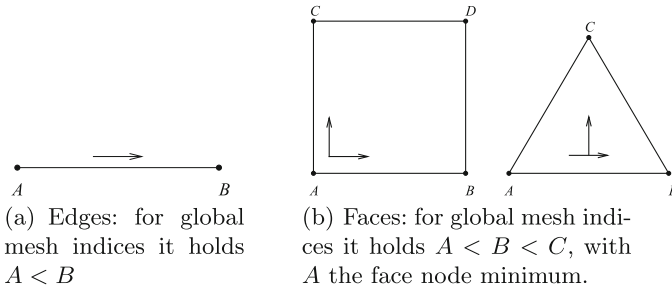 C
D
C
A
B
A
B
A
B
(a) Edges: for global
mesh indices it holds
A < B
(b) Faces: for global mesh indi-
ces it holds A < B < C, with
A the face node minimum.